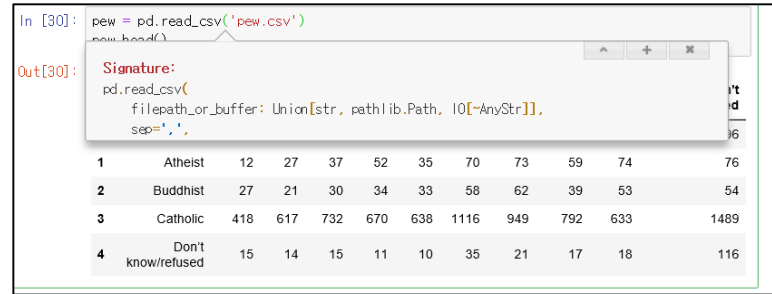 In [30]: pew = pd.read_csv('pew.csv')
pew.head()
Out[30]:
Signature:
pd.read_csv(
filepath_or_buffer: Union[str, pathlib.Path, IO[~AnyStr]],
sep=',',
1 Atheist 12 27 37 52 35 70 73 59 74 76
2 Buddhist 27 21 30 34 33 58 62 39 53 54
3 Catholic 418 617 732 670 638 1116 949 792 633 1489
4 Don't know/refused 15 14 15 11 10 35 21 17 18 116